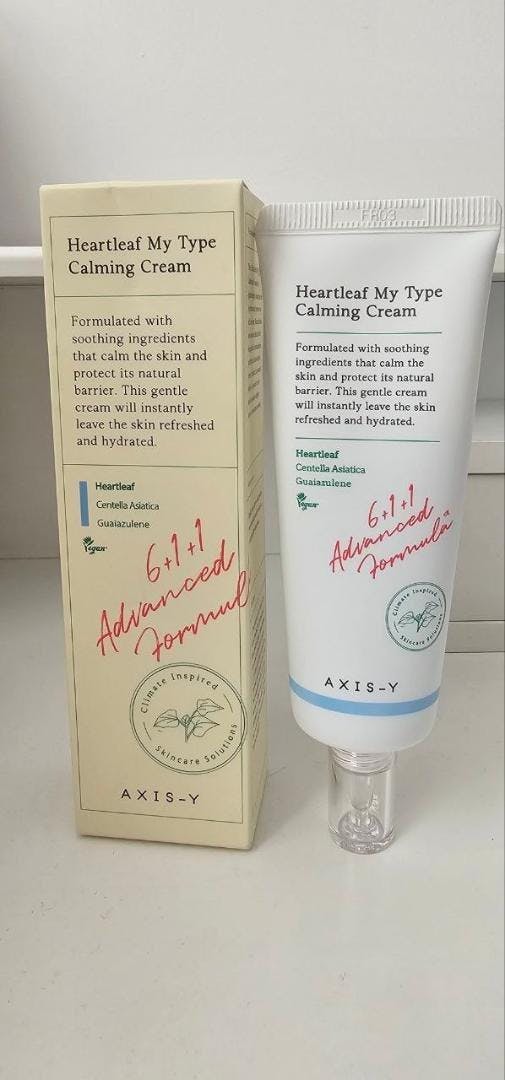 Heartleaf My Type
Calming Cream
Formulated with
soothing ingredients
that calm the skin and
protect its natural
barrier. This gentle
cream will instantly
leave the skin refreshed
and hydrated.
Heartleaf
Centella Asiatica
Guaiazulene
Vegan
6+1+1
Advanced
Formul
Climate Inspired
Skincare Solutions
AXIS-Y
FR03
Heartleaf My Type
Calming Cream
Formulated with soothing
ingredients that calm the
skin and protect its natural
barrier. This gentle cream
will instantly leave the skin
refreshed and hydrated.
Heartleaf
Centella Asiatica
Guaiazulene
Vegan
6+1+1
Advanced
Formula
Climate Inspired
Skincare Solutions
AXIS-Y